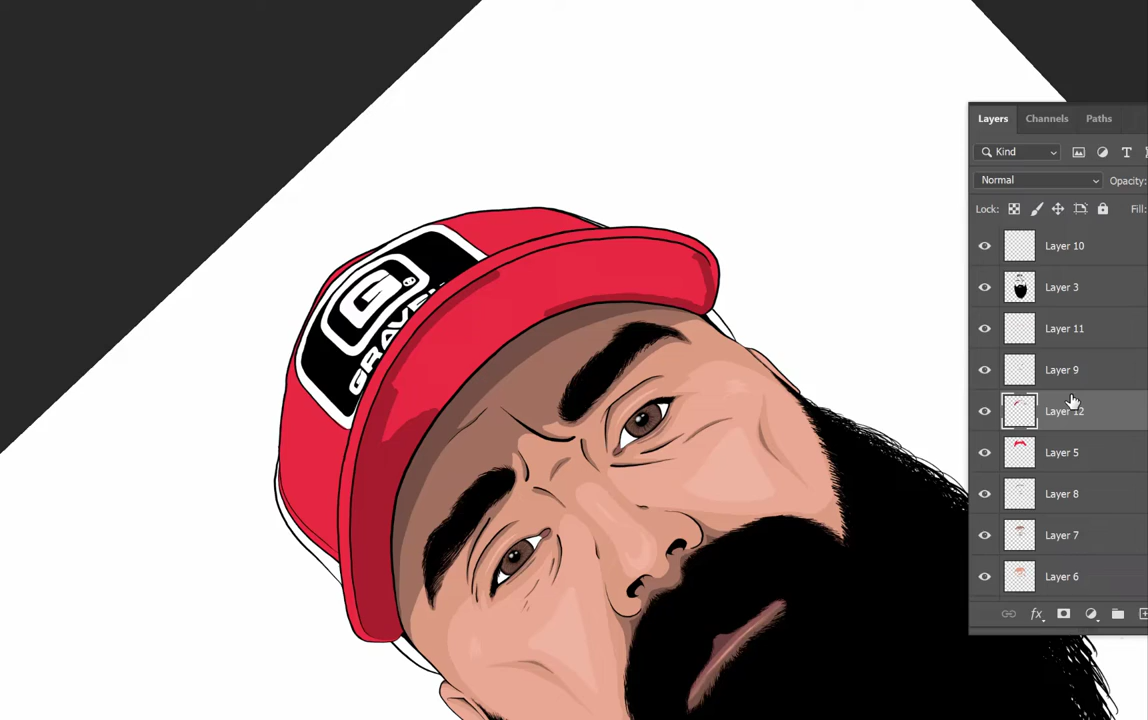 Layers Channels Paths
Kind
T
Normal
Opacity:
Lock:
Fill:
Layer 10
Layer 3
Layer 11
Layer 9
Layer 5
Layer 8
Layer 7
Layer 6
fx
G